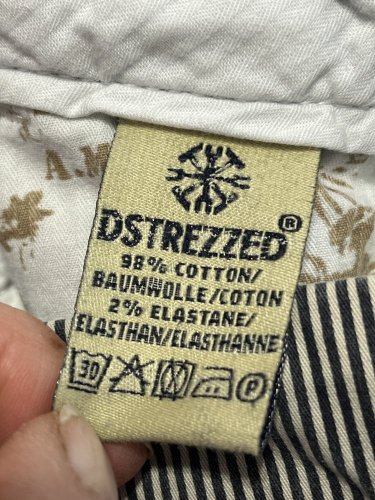 A.M
DSTREZZED®
98% COTTON/
BAUMWOLLE/COTON
2% ELASTANE/
ELASTHAN/ELASTHANNE
30 P